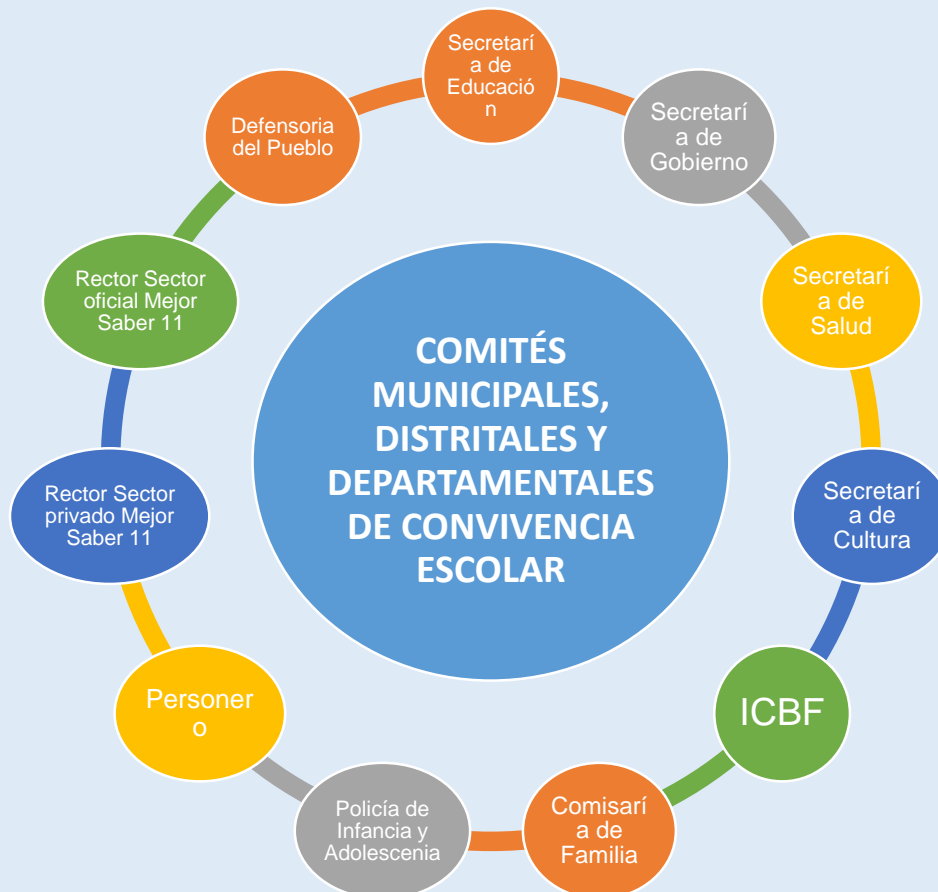 Secretarí
a de
Educació
n
Secretarí
a de
Gobierno
Secretarí
a de
Salud
Secretarí
a de
Cultura
ICBF
Comisarí
a de
Familia
Policía de
Infancia y
Adolescenia
Personer
o
Rector Sector
privado Mejor
Saber 11
Rector Sector
oficial Mejor
Saber 11
Defensoria
del Pueblo
COMITÉS
MUNICIPALES,
DISTRITALES Y
DEPARTAMENTALES
DE CONVIVENCIA
ESCOLAR